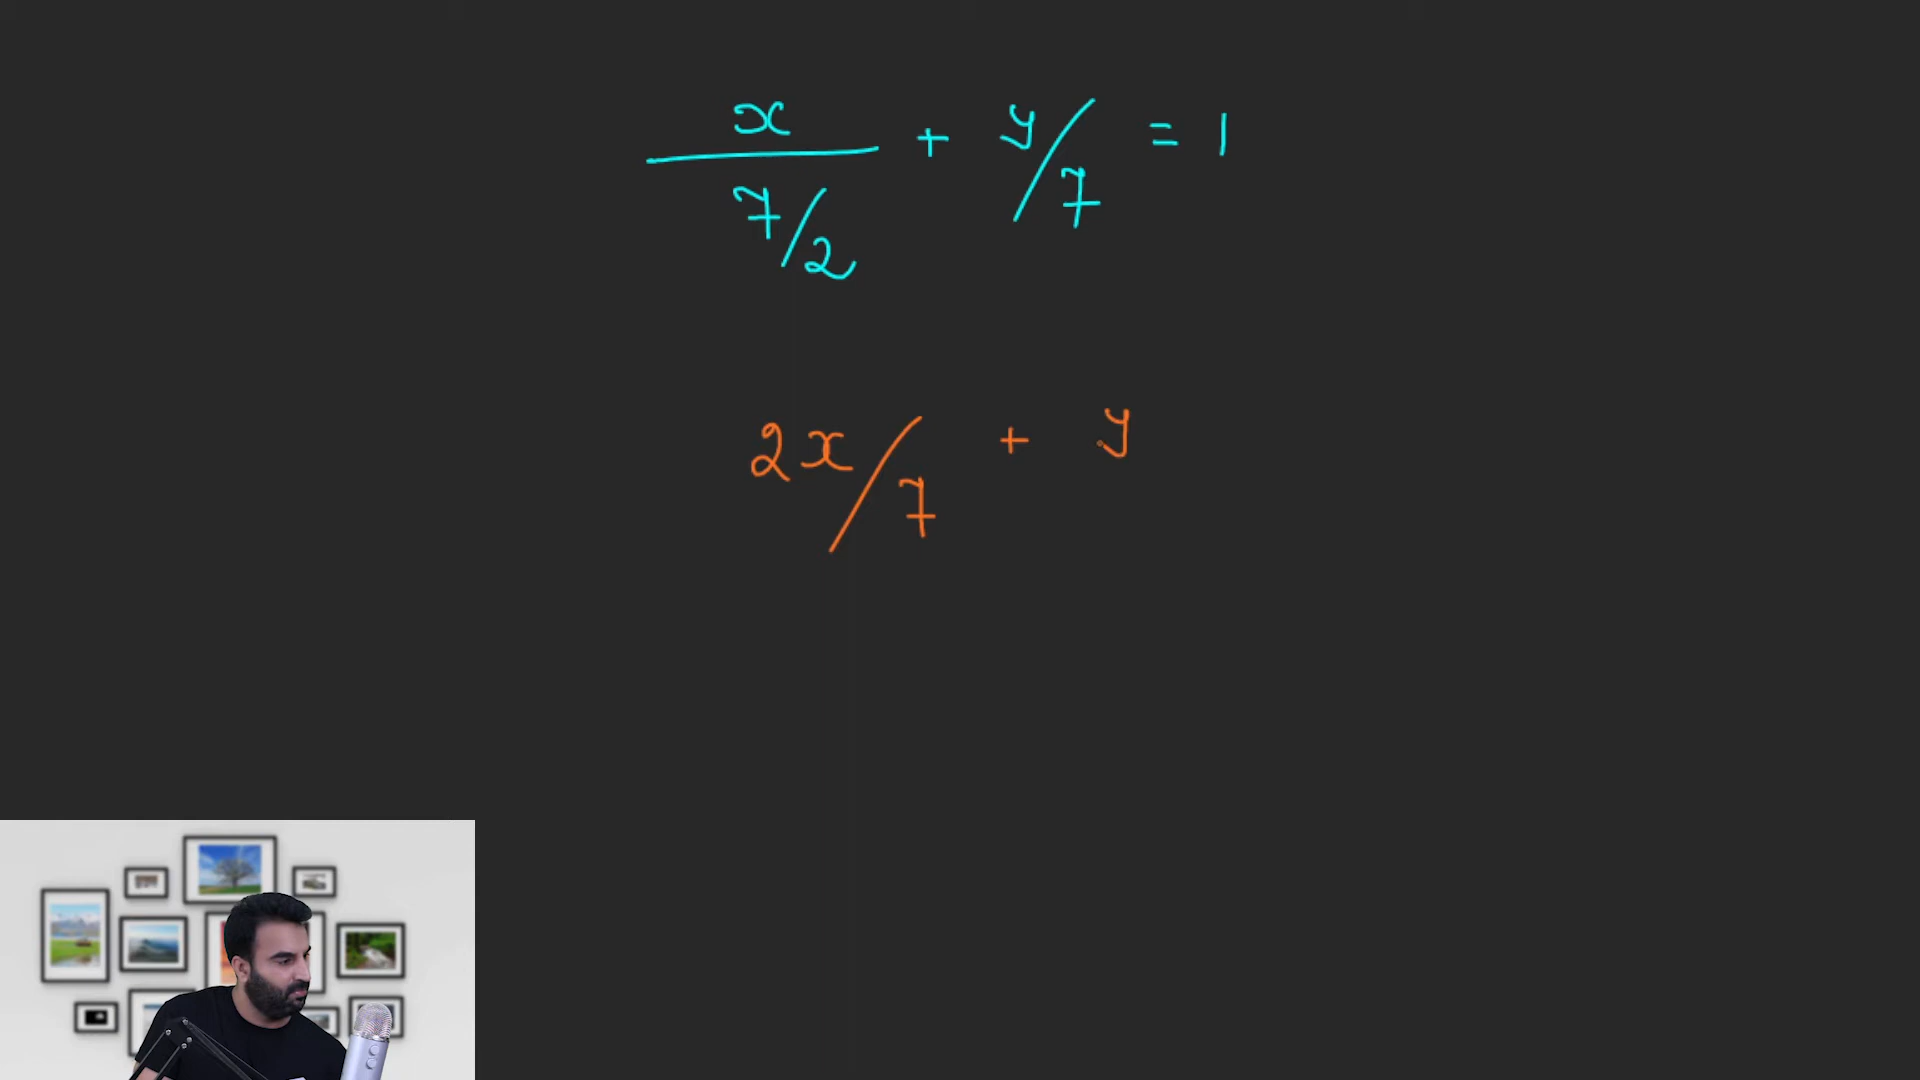 x/(7/2) + y/7 = 1
2x/7 + y